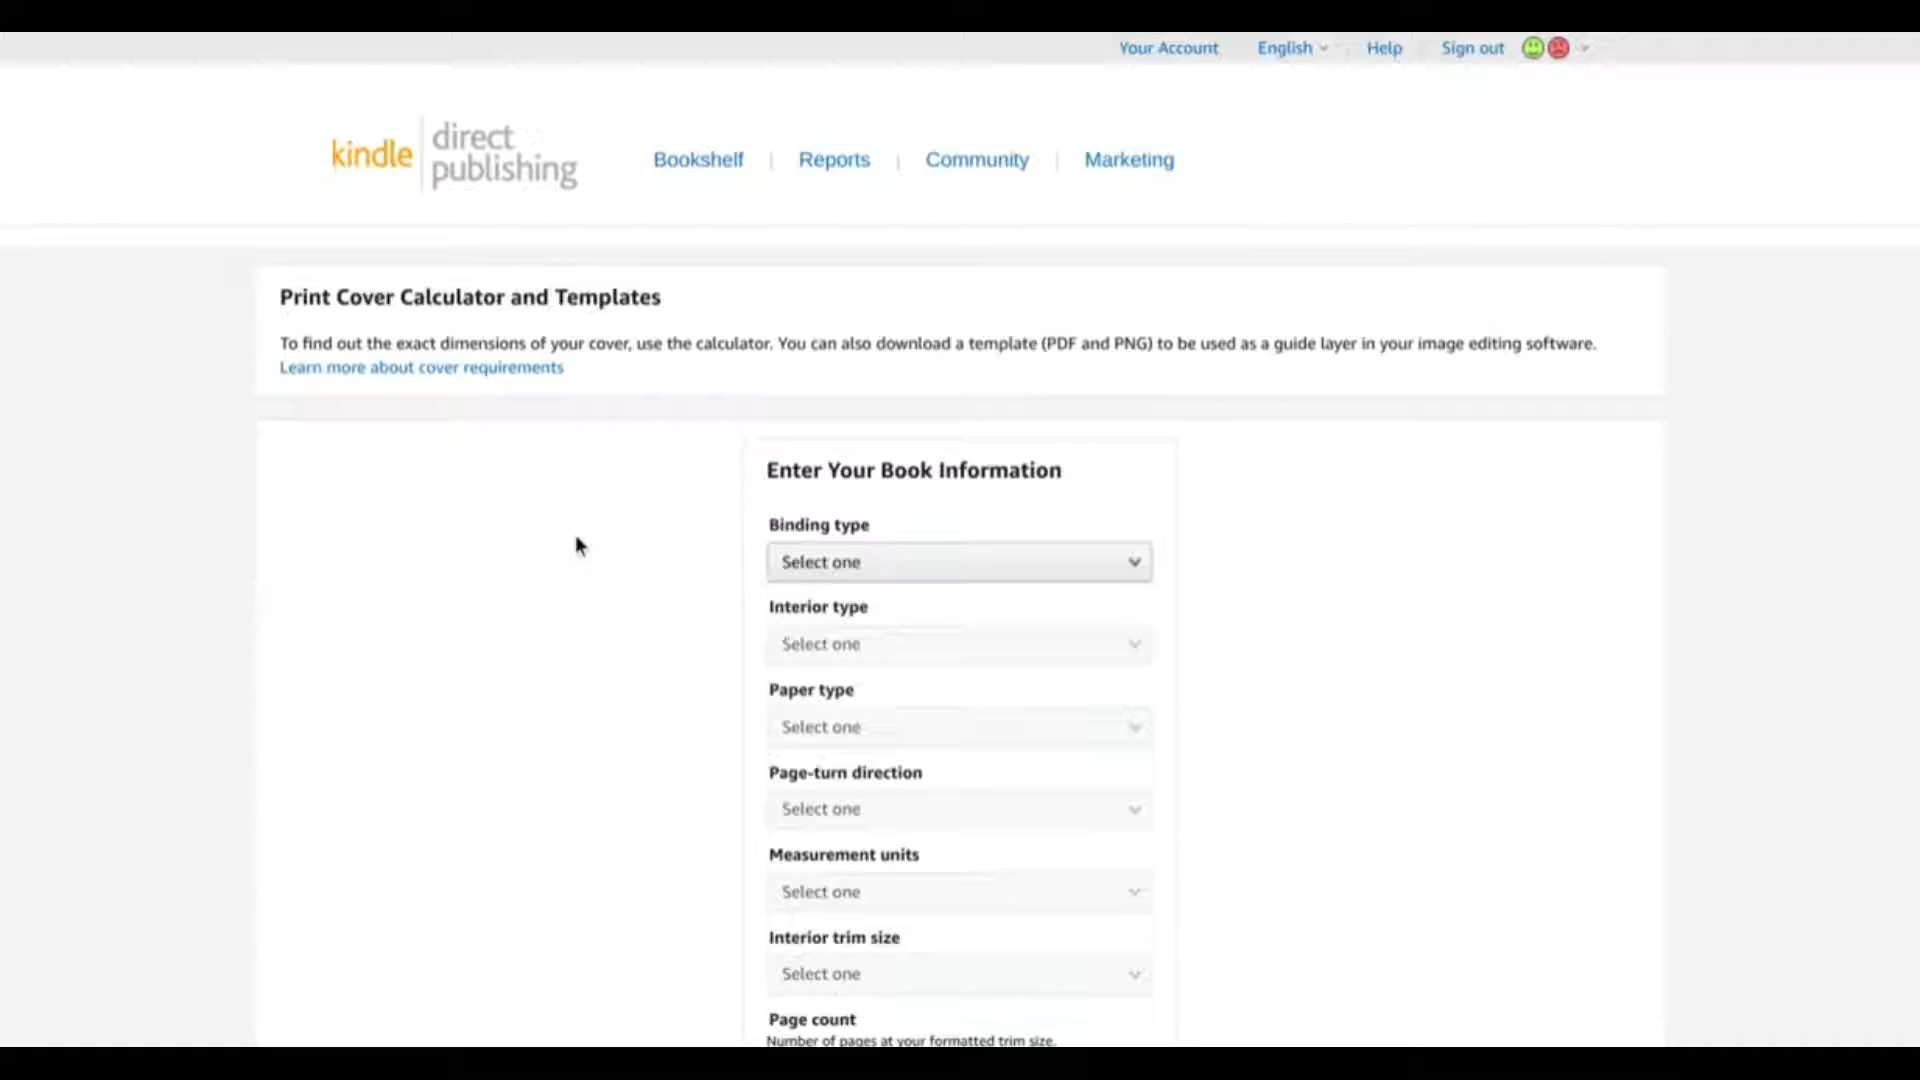 Your Account English Help Sign out
kindle direct publishing
Bookshelf | Reports | Community | Marketing
Print Cover Calculator and Templates
To find out the exact dimensions of your cover, use the calculator. You can also download a template (PDF and PNG) to be used as a guide layer in your image editing software.
Learn more about cover requirements
Enter Your Book Information
Binding type
Select one
Interior type
Select one
Paper type
Select one
Page-turn direction
Select one
Measurement units
Select one
Interior trim size
Select one
Page count
Number of pages at your formatted trim size.